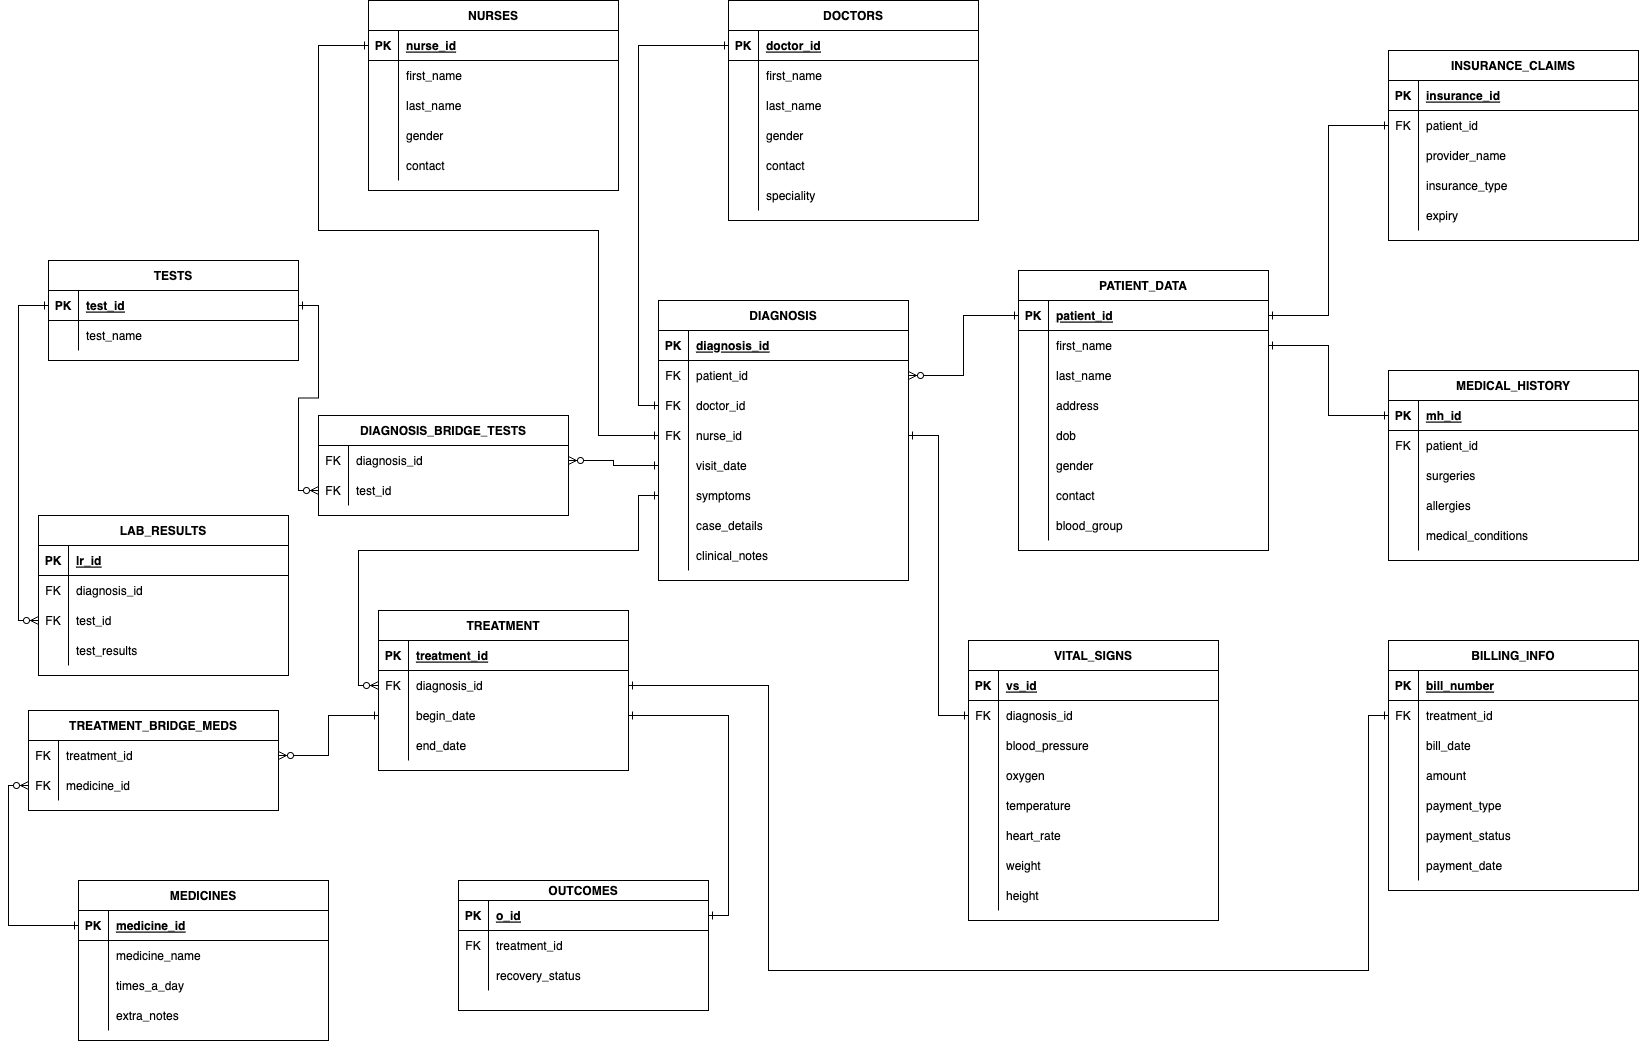 NURSES
PK nurse_id
first_name
last_name
gender
contact
DOCTORS
PK doctor_id
first_name
last_name
gender
contact
speciality
INSURANCE_CLAIMS
PK insurance_id
FK patient_id
provider_name
insurance_type
expiry
TESTS
PK test_id
test_name
DIAGNOSIS
PK diagnosis_id
FK patient_id
FK doctor_id
FK nurse_id
visit_date
symptoms
case_details
clinical_notes
PATIENT_DATA
PK patient_id
first_name
last_name
address
dob
gender
contact
blood_group
MEDICAL_HISTORY
PK mh_id
FK patient_id
surgeries
allergies
medical_conditions
DIAGNOSIS_BRIDGE_TESTS
FK diagnosis_id
FK test_id
LAB_RESULTS
PK lr_id
FK diagnosis_id
FK test_id
test_results
TREATMENT
PK treatment_id
FK diagnosis_id
begin_date
end_date
VITAL_SIGNS
PK vs_id
FK diagnosis_id
blood_pressure
oxygen
temperature
heart_rate
weight
height
BILLING_INFO
PK bill_number
FK treatment_id
bill_date
amount
payment_type
payment_status
payment_date
TREATMENT_BRIDGE_MEDS
FK treatment_id
FK medicine_id
MEDICINES
PK medicine_id
medicine_name
times_a_day
extra_notes
OUTCOMES
PK o_id
FK treatment_id
recovery_status